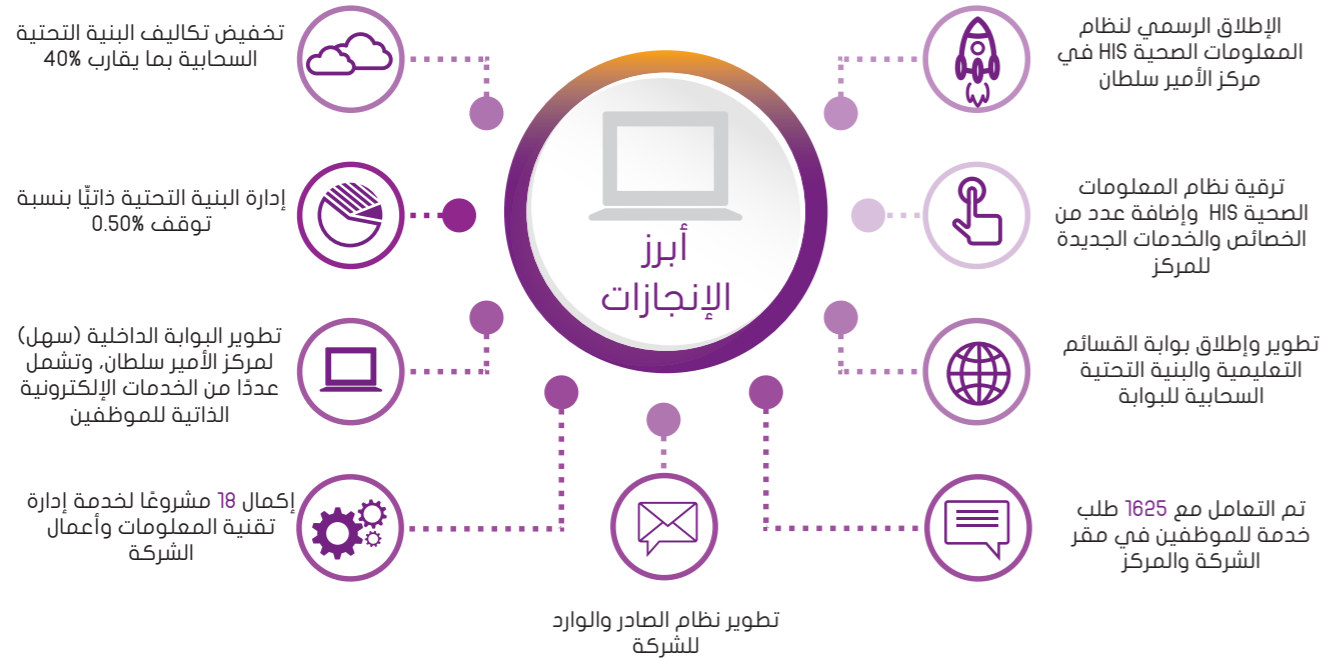 أبرز
الإنجازات
الإطلاق الرسمي لنظام
المعلومات الصحية HIS في
مركز الأمير سلطان
ترقية نظام المعلومات
الصحية HIS وإضافة عدد من
الخصائص والخدمات الجديدة
للمركز
تطوير وإطلاق بوابة القسائم
التعليمية والبنية التحتية
السحابية للبوابة
تم التعامل مع 1625 طلب
خدمة للموظفين في مقر
الشركة والمركز
تطوير نظام الصادر والوارد
للشركة
تخفيض تكاليف البنية التحتية
السحابية بما يقارب 40%
إدارة البنية التحتية ذاتيًّا بنسبة
توقف 0.50%
تطوير البوابة الداخلية (سهل)
لمركز الأمير سلطان، وتشمل
عددًا من الخدمات الإلكترونية
الذاتية للموظفين
إكمال 18 مشروعًا لخدمة إدارة
تقنية المعلومات وأعمال
الشركة